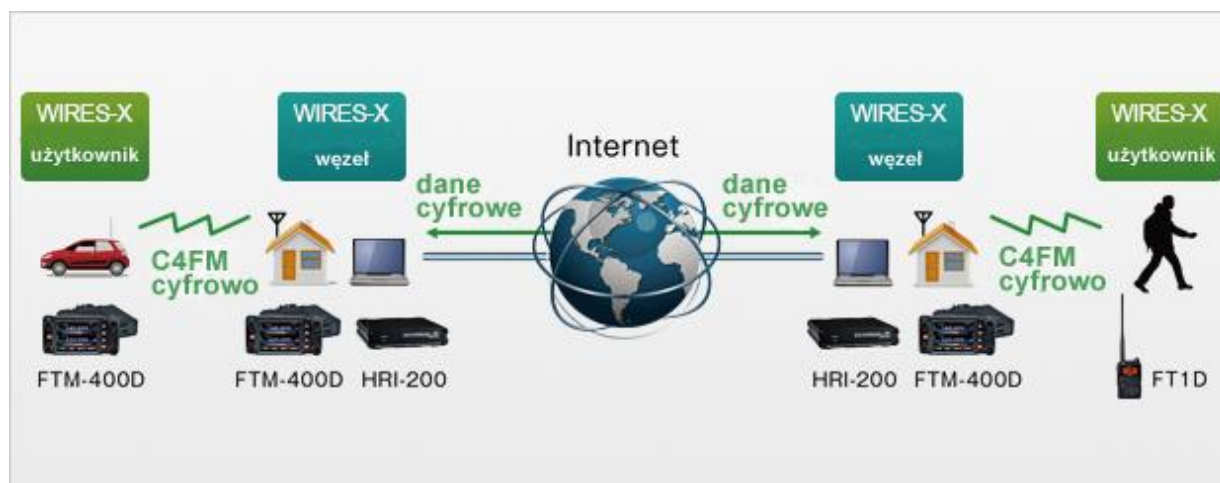 WIRES-X
użytkownik
WIRES-X
węzeł
Internet
WIRES-X
węzeł
WIRES-X
użytkownik
dane
cyfrowe
dane
cyfrowe
C4FM
cyfrowo
C4FM
cyfrowo
FTM-400D
FTM-400D
HRI-200
HRI-200
FTM-400D
FT1D